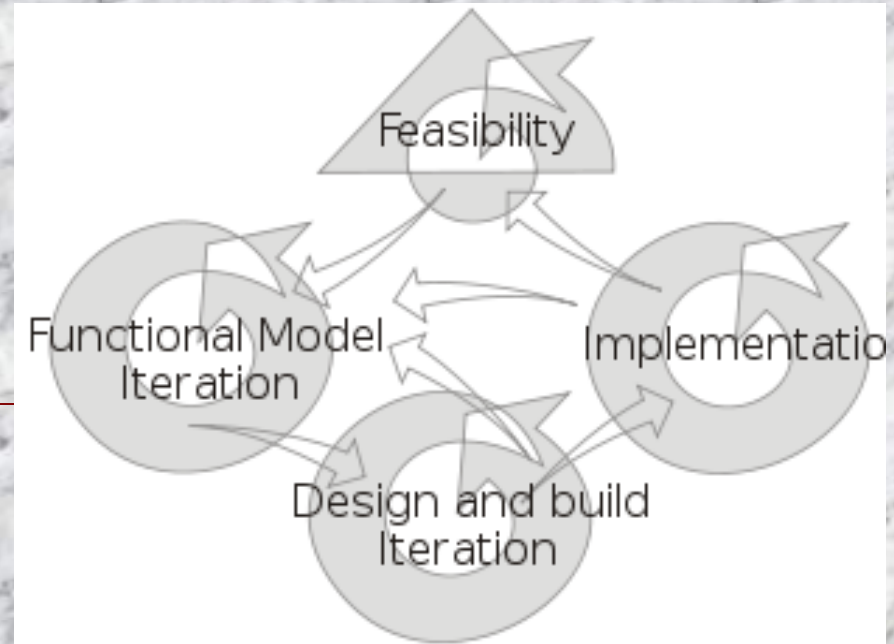 Feasibility
Functional Model
Iteration
Implementatio
Design and build
Iteration